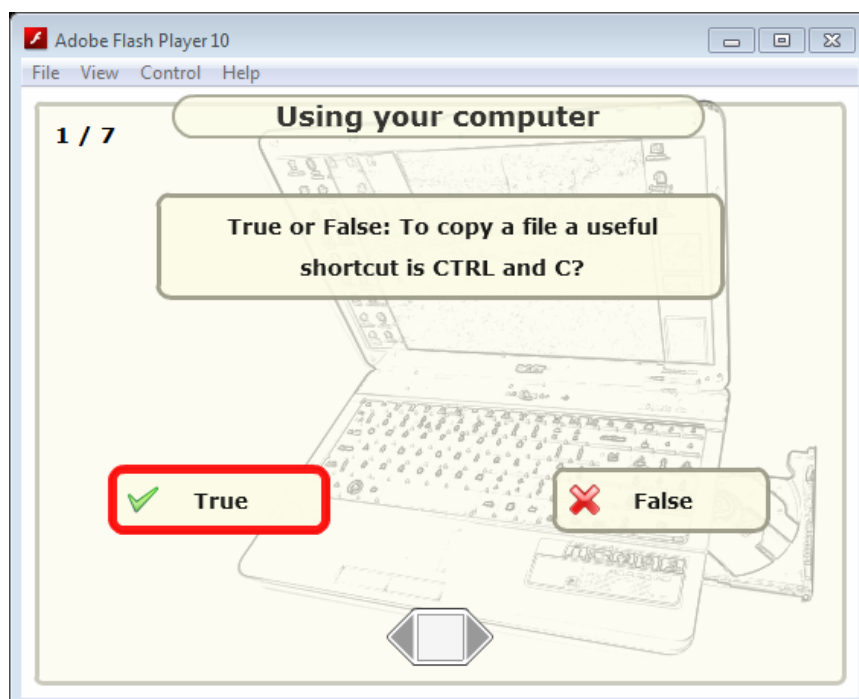 Adobe Flash Player 10
File View Control Help
Using your computer
1 / 7
True or False: To copy a file a useful
shortcut is CTRL and C?
True
False